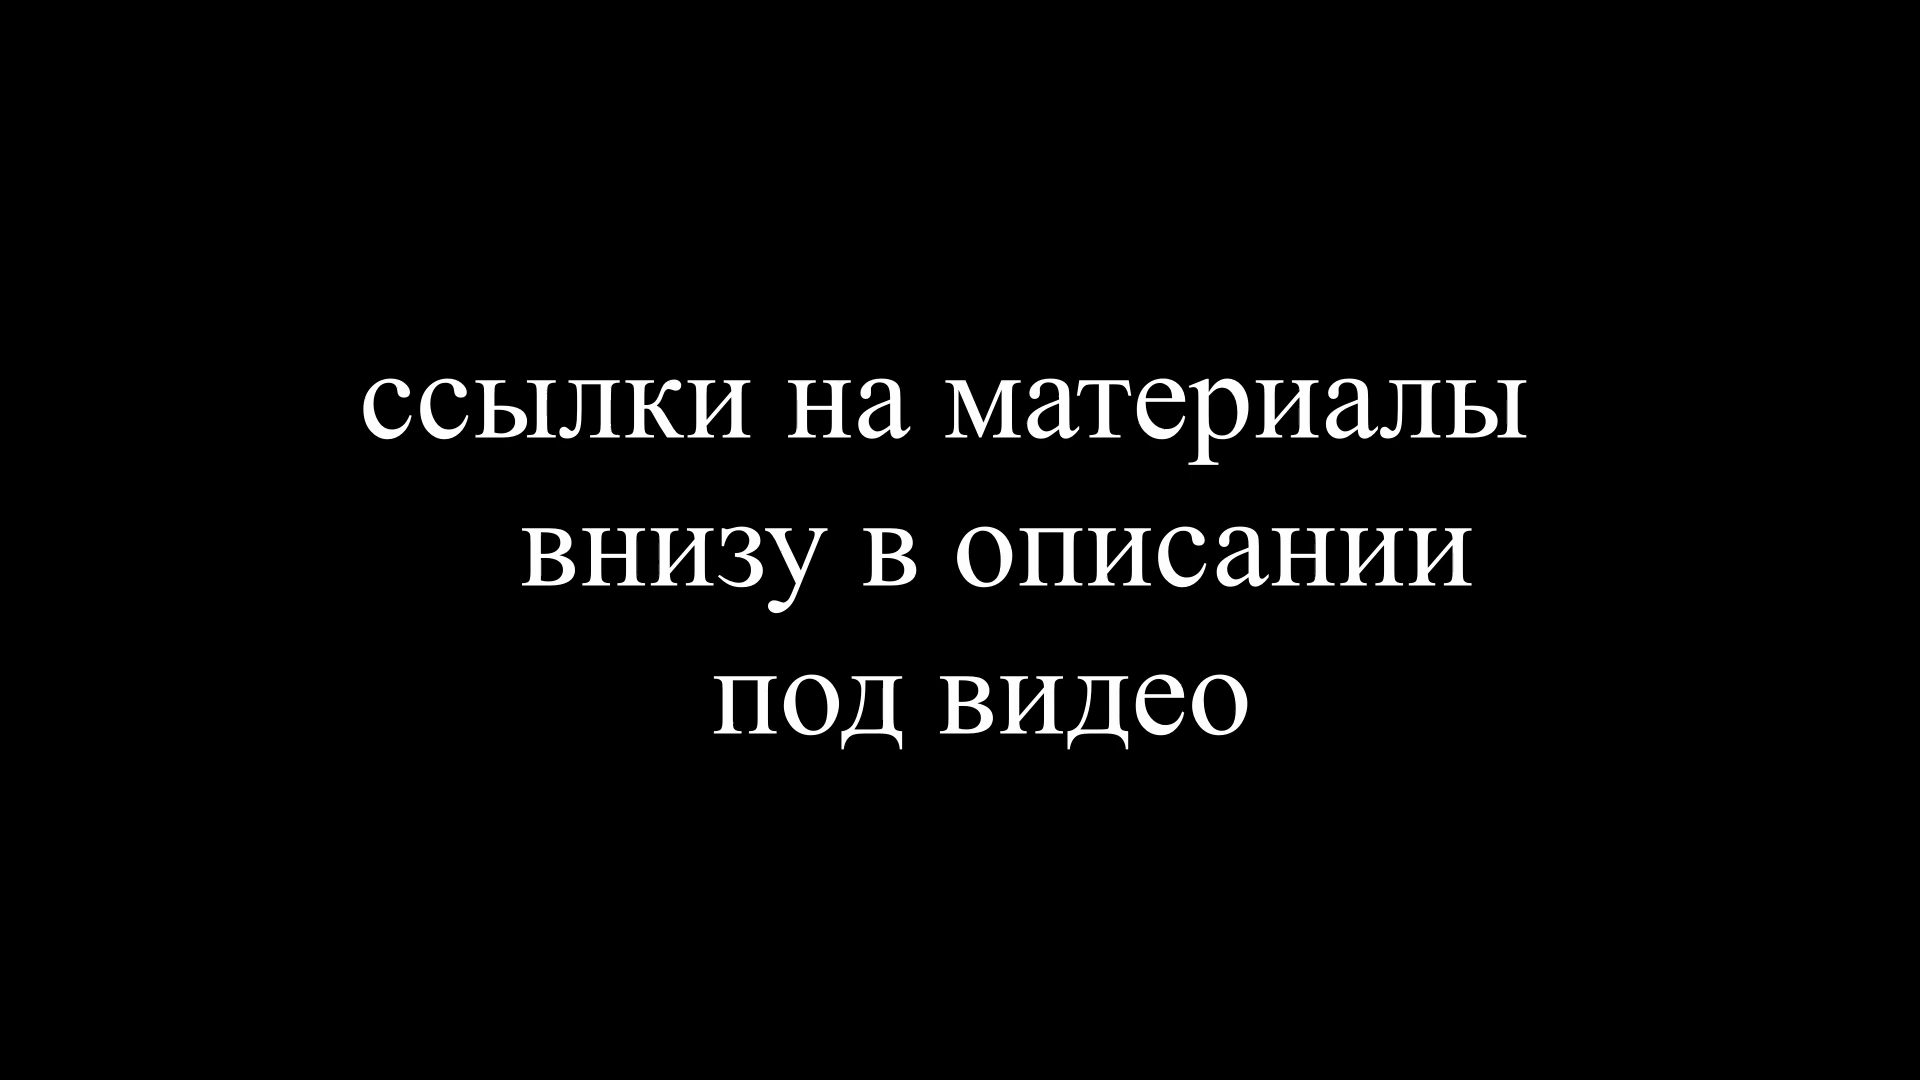 ссылки на материалы
внизу в описании
под видео